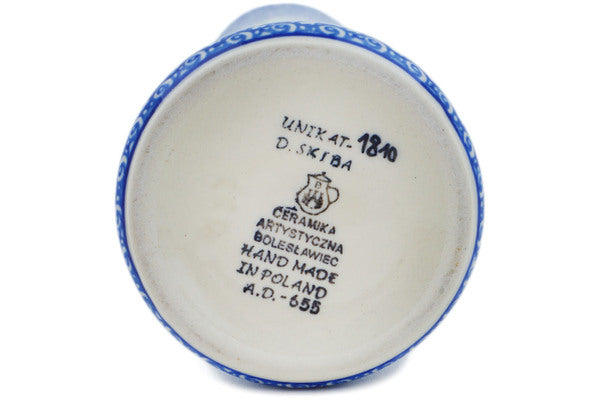 UNIKAT-1810
D. SKIBA
CERAMIKA
ARTYSTYCZNA
BOLESŁAWIEC
HAND MADE
IN POLAND
A.D.-655